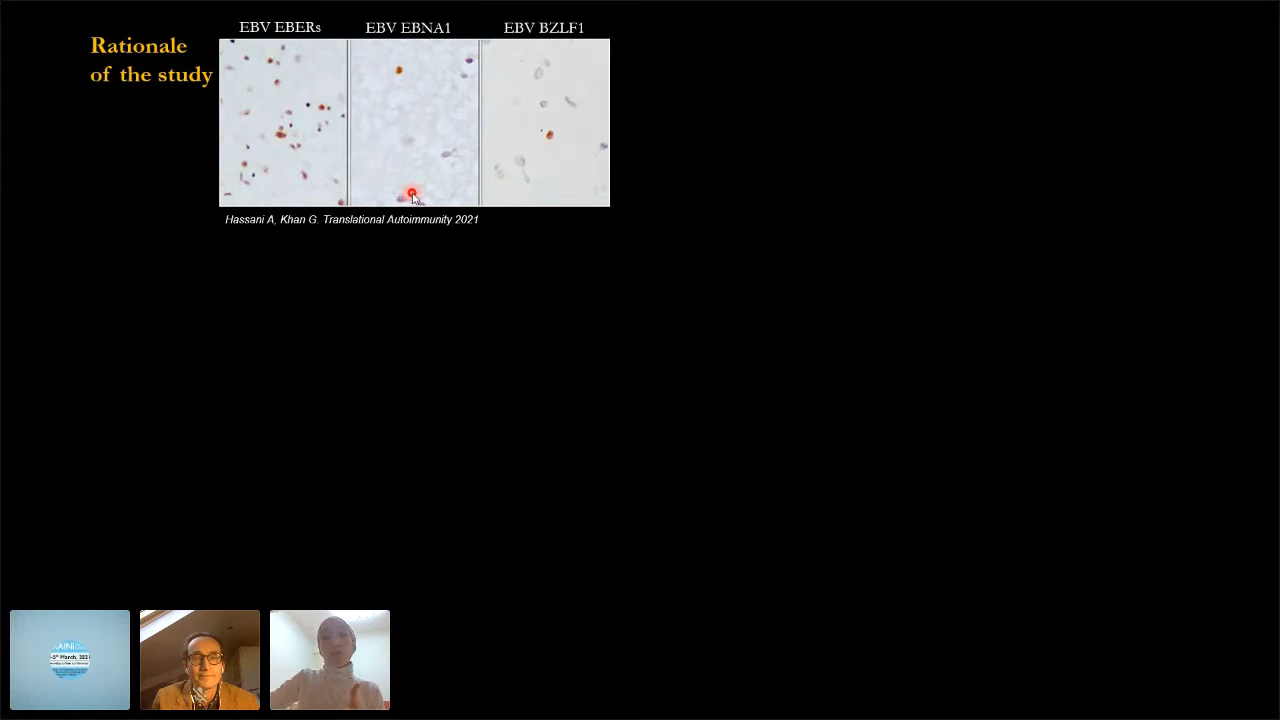 Rationale
of the study
EBV EBERs
EBV EBNA1
EBV BZLF1
Hassani A, Khan G. Translational Autoimmunity 2021